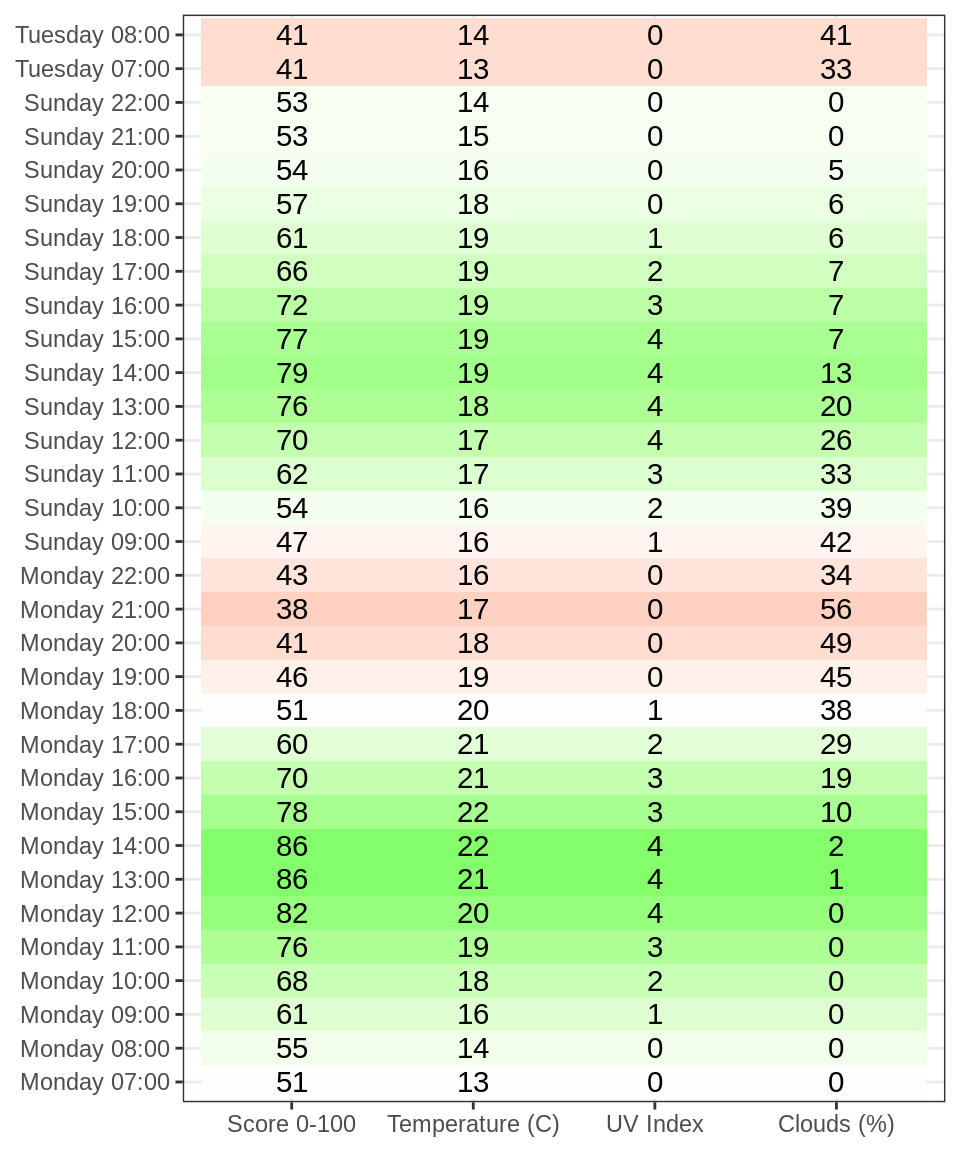 Tuesday 08:00 41 14 0 41
Tuesday 07:00 41 13 0 33
Sunday 22:00 53 14 0 0
Sunday 21:00 53 15 0 0
Sunday 20:00 54 16 0 5
Sunday 19:00 57 18 0 6
Sunday 18:00 61 19 1 6
Sunday 17:00 66 19 2 7
Sunday 16:00 72 19 3 7
Sunday 15:00 77 19 4 7
Sunday 14:00 79 19 4 13
Sunday 13:00 76 18 4 20
Sunday 12:00 70 17 4 26
Sunday 11:00 62 17 3 33
Sunday 10:00 54 16 2 39
Sunday 09:00 47 16 1 42
Monday 22:00 43 16 0 34
Monday 21:00 38 17 0 56
Monday 20:00 41 18 0 49
Monday 19:00 46 19 0 45
Monday 18:00 51 20 1 38
Monday 17:00 60 21 2 29
Monday 16:00 70 21 3 19
Monday 15:00 78 22 3 10
Monday 14:00 86 22 4 2
Monday 13:00 86 21 4 1
Monday 12:00 82 20 4 0
Monday 11:00 76 19 3 0
Monday 10:00 68 18 2 0
Monday 09:00 61 16 1 0
Monday 08:00 55 14 0 0
Monday 07:00 51 13 0 0
Score 0-100 Temperature (C) UV Index Clouds (%)